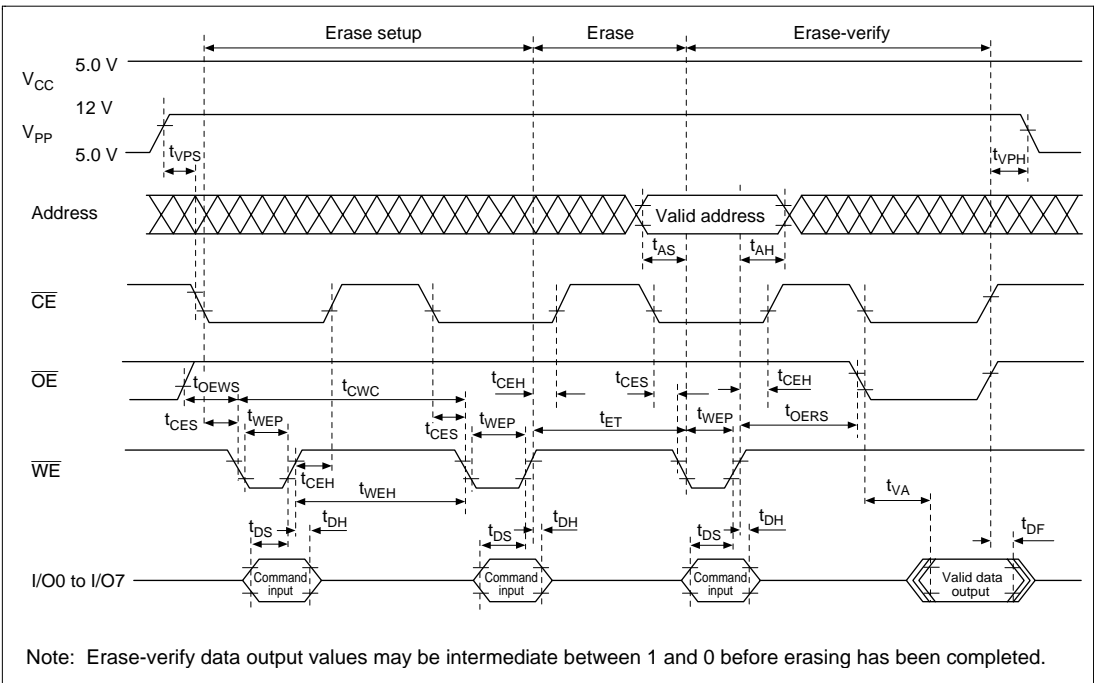 Erase setup Erase Erase-verify
5.0 V
VCC
12 V
VPP
5.0 V
tVPS tVPH
Address Valid address
tAS tAH
CE
OE
tOEWS tCWC tCEH tCES tCEH
tCES tWEP tCES tWEP tET tWEP tOERS
WE
tCEH tWEH tVA
tDS tDH tDS tDH tDS tDH tDF
I/O0 to I/O7
Command input
Command input
Command input
Valid data output
Note: Erase-verify data output values may be intermediate between 1 and 0 before erasing has been completed.